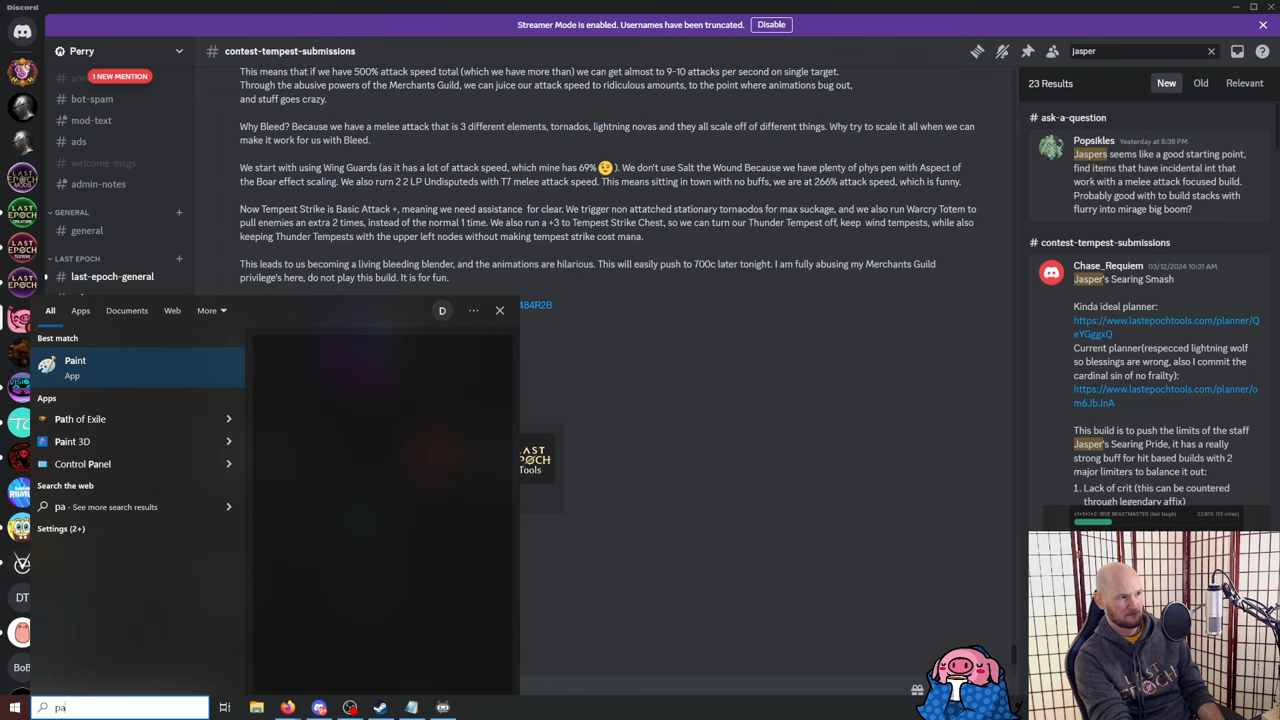 Discord
Streamer Mode is enabled. Usernames have been truncated.
Disable
Perry
contest-tempest-submissions
jasper
1 NEW MENTION
bot-spam
mod-text
ads
welcome-msgs
admin-notes
GENERAL
general
LAST EPOCH
last-epoch-general
This means that if we have 500% attack speed total (which we have more than) we can get almost to 9-10 attacks per second on single target.
Through the abusive powers of the Merchants Guild, we can juice our attack speed to ridiculous amounts, to the point where animations bug out,
and stuff goes crazy.
Why Bleed? Because we have a melee attack that is 3 different elements, tornados, lightning novas and they all scale off of different things. Why try to scale it all when we can
make it work for us with Bleed.
We start with using Wing Guards (as it has a lot of attack speed, which mine has 69% 😉). We don't use Salt the Wound Because we have plenty of phys pen with Aspect of
the Boar effect scaling. We also rurn 2 2 LP Undisputeds with T7 melee attack speed. This means sitting in town with no buffs, we are at 266% attack speed, which is funny.
Now Tempest Strike is Basic Attack +, meaning we need assistance for clear. We trigger non attatched stationary tornaodos for max suckage, and we also run Warcry Totem to
pull enemies an extra 2 times, instead of the normal 1 time. We also run a +3 to Tempest Strike Chest, so we can turn our Thunder Tempest off, keep wind tempests, while also
keeping Thunder Tempests with the upper left nodes without making tempest strike cost mana.
This leads to us becoming a living bleeding blender, and the animations are hilarious. This will easily push to 700c later tonight. I am fully abusing my Merchants Guild
privilege's here, do not play this build. It is for fun.
484R2B
LAST
EPOCH
Tools
23 Results
New
Old
Relevant
# ask-a-question
Popsikles Yesterday at 8:38 PM
Jaspers seems like a good starting point,
find items that have incidental int that
work with a melee attack focused build.
Probably good to build stacks with
flurry into mirage big boom?
# contest-tempest-submissions
Chase_Requiem 03/12/2024 10:31 AM
Jasper's Searing Smash
Kinda ideal planner:
https://www.lastepochtools.com/planner/Q
eYGggxQ
Current planner(respecced lightning wolf
so blessings are wrong, also I commit the
cardinal sin of no frailty):
https://www.lastepochtools.com/planner/o
m6JbJnA
This build is to push the limits of the staff
Jasper's Searing Pride, it has a really
strong buff for hit based builds with 2
major limiters to balance it out:
1. Lack of crit (this can be countered
through legendary affix)
All
Apps
Documents
Web
More
D
Best match
Paint
App
Apps
Path of Exile
Paint 3D
Control Panel
Search the web
pa - See more search results
Settings (2+)
pa
LAST EPOCH